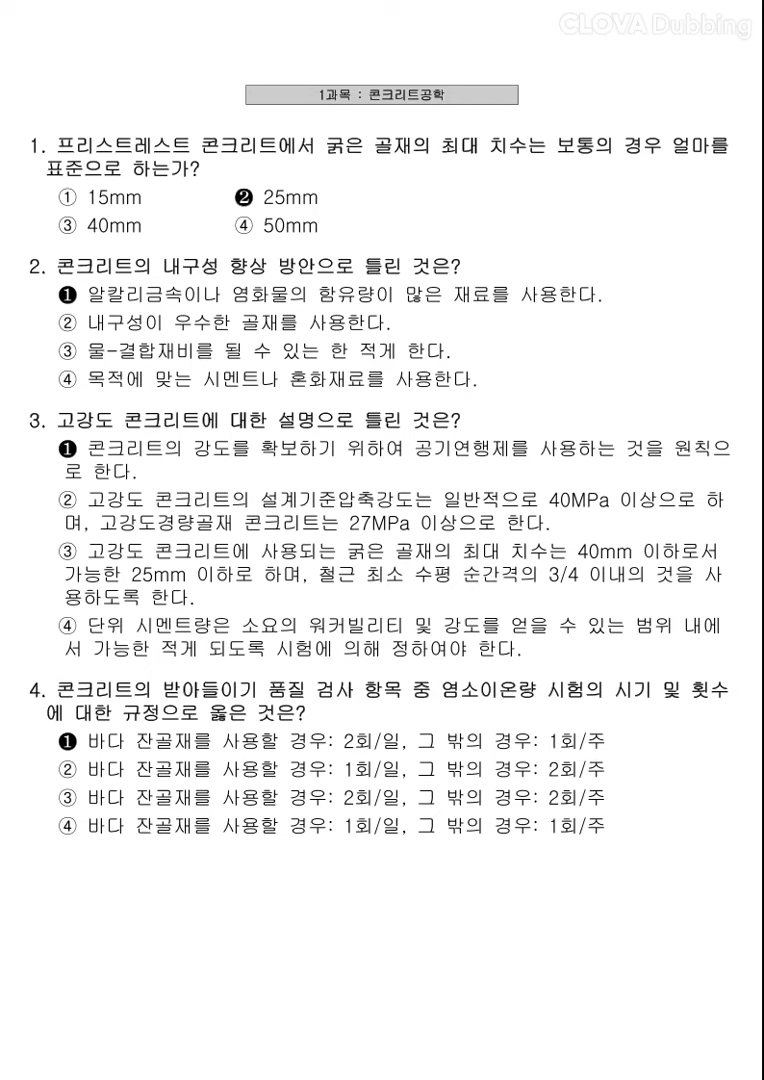 CLOVA Dubbing
1과목 : 콘크리트공학
1. 프리스트레스트 콘크리트에서 굵은 골재의 최대 치수는 보통의 경우 얼마를
표준으로 하는가?
① 15mm ❷ 25mm
③ 40mm ④ 50mm
2. 콘크리트의 내구성 향상 방안으로 틀린 것은?
❶ 알칼리금속이나 염화물의 함유량이 많은 재료를 사용한다.
② 내구성이 우수한 골재를 사용한다.
③ 물-결합재비를 될 수 있는 한 적게 한다.
④ 목적에 맞는 시멘트나 혼화재료를 사용한다.
3. 고강도 콘크리트에 대한 설명으로 틀린 것은?
❶ 콘크리트의 강도를 확보하기 위하여 공기연행제를 사용하는 것을 원칙으
로 한다.
② 고강도 콘크리트의 설계기준압축강도는 일반적으로 40MPa 이상으로 하
며, 고강도경량골재 콘크리트는 27MPa 이상으로 한다.
③ 고강도 콘크리트에 사용되는 굵은 골재의 최대 치수는 40mm 이하로서
가능한 25mm 이하로 하며, 철근 최소 수평 순간격의 3/4 이내의 것을 사
용하도록 한다.
④ 단위 시멘트량은 소요의 워커빌리티 및 강도를 얻을 수 있는 범위 내에
서 가능한 적게 되도록 시험에 의해 정하여야 한다.
4. 콘크리트의 받아들이기 품질 검사 항목 중 염소이온량 시험의 시기 및 횟수
에 대한 규정으로 옳은 것은?
❶ 바다 잔골재를 사용할 경우: 2회/일, 그 밖의 경우: 1회/주
② 바다 잔골재를 사용할 경우: 1회/일, 그 밖의 경우: 2회/주
③ 바다 잔골재를 사용할 경우: 2회/일, 그 밖의 경우: 2회/주
④ 바다 잔골재를 사용할 경우: 1회/일, 그 밖의 경우: 1회/주